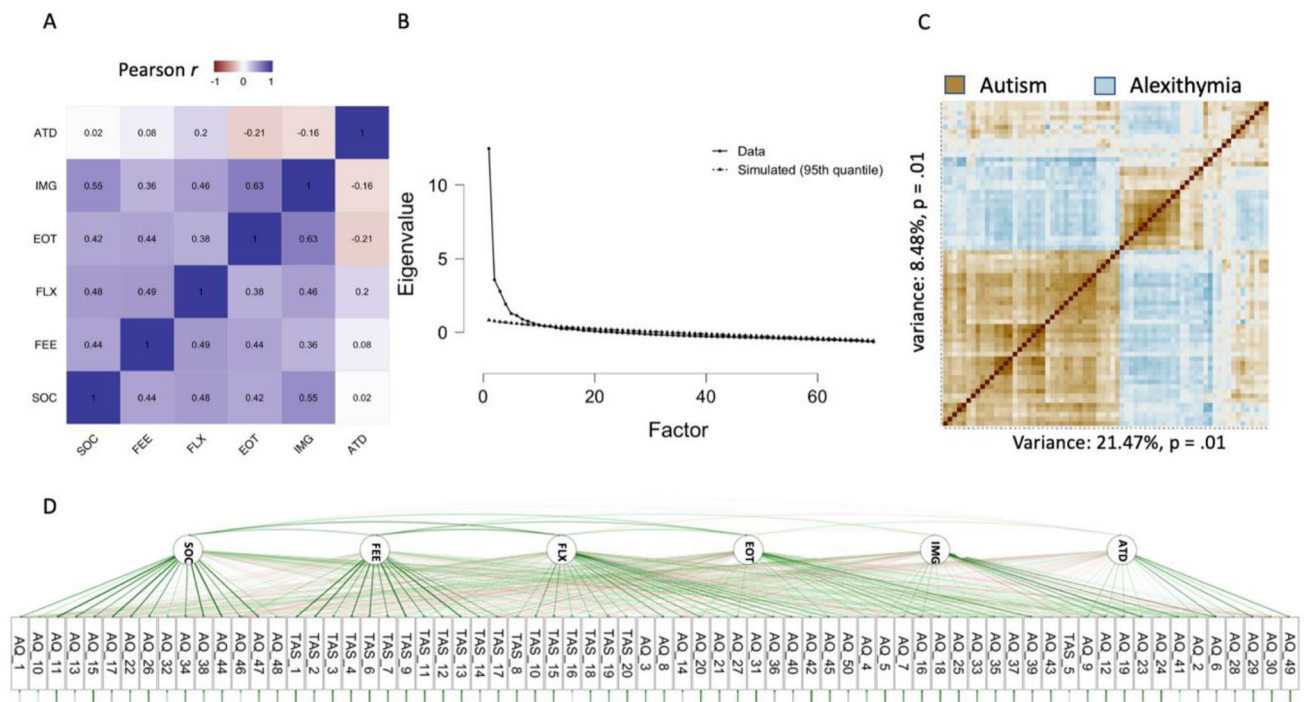 A
B
C
Pearson r
-1 0 1
ATD 0.02 0.08 0.2 -0.21 -0.16 1
IMG 0.55 0.36 0.46 0.63 1 -0.16
EOT 0.42 0.44 0.38 1 0.63 -0.21
FLX 0.48 0.49 1 0.38 0.46 0.2
FEE 0.44 1 0.49 0.44 0.36 0.08
SOC 1 0.44 0.48 0.42 0.55 0.02
SOC FEE FLX EOT IMG ATD
Eigenvalue
10
5
0
Data
Simulated (95th quantile)
0 20 40 60
Factor
Autism Alexithymia
variance: 8.48%, p = .01
Variance: 21.47%, p = .01
D
SOC FEE FLX EOT IMG ATD
AQ_1 AQ_10 AQ_11 AQ_13 AQ_15 AQ_17 AQ_22 AQ_26 AQ_32 AQ_34 AQ_38 AQ_44 AQ_46 AQ_47 AQ_48 TAS_1 TAS_2 TAS_3 TAS_4 TAS_6 TAS_7 TAS_9 TAS_11 TAS_12 TAS_13 TAS_14 TAS_17 TAS_8 TAS_10 TAS_15 TAS_16 TAS_18 TAS_19 TAS_20 AQ_3 AQ_8 AQ_14 AQ_20 AQ_21 AQ_27 AQ_31 AQ_36 AQ_40 AQ_42 AQ_45 AQ_50 AQ_4 AQ_5 AQ_7 AQ_16 AQ_18 AQ_25 AQ_33 AQ_35 AQ_37 AQ_39 AQ_43 TAS_5 AQ_9 AQ_12 AQ_19 AQ_23 AQ_24 AQ_41 AQ_2 AQ_6 AQ_28 AQ_29 AQ_30 AQ_49